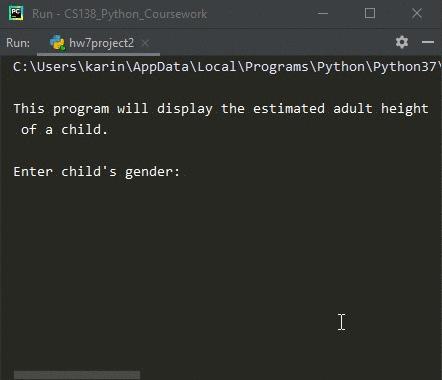 Run - CS138_Python_Coursework
Run: hw7project2
C:\Users\karin\AppData\Local\Programs\Python\Python37\
This program will display the estimated adult height
of a child.
Enter child's gender: